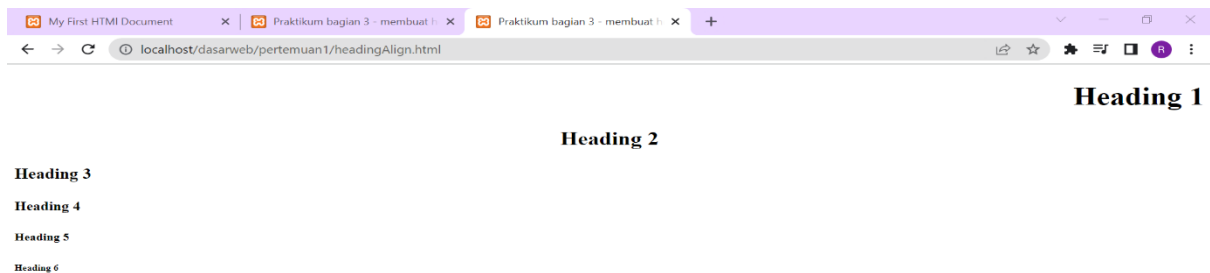 My First HTMl Document
Praktikum bagian 3 - membuat h
Praktikum bagian 3 - membuat h
localhost/dasarweb/pertemuan1/headingAlign.html
R
Heading 1
Heading 2
Heading 3
Heading 4
Heading 5
Heading 6